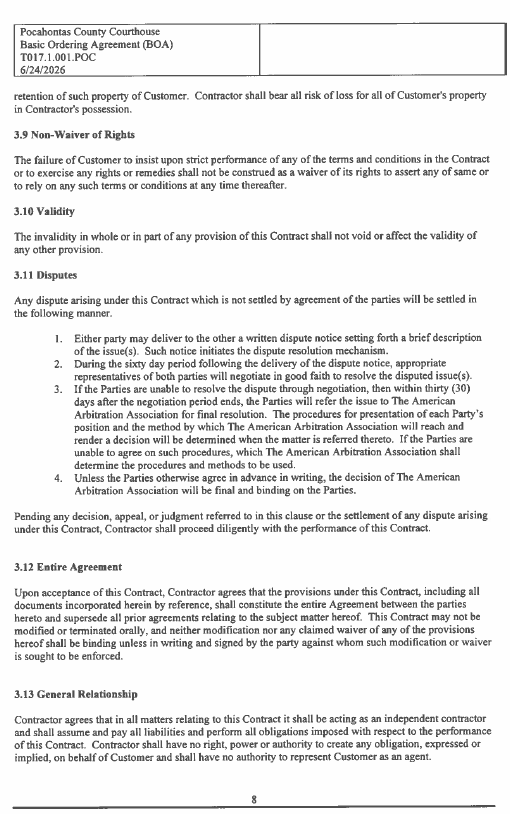 Pocahontas County Courthouse
Basic Ordering Agreement (BOA)
T017.1.001.POC
6/24/2026
retention of such property of Customer. Contractor shall bear all risk of loss for all of Customer's property
in Contractor's possession.
3.9 Non-Waiver of Rights
The failure of Customer to insist upon strict performance of any of the terms and conditions in the Contract
or to exercise any rights or remedies shall not be construed as a waiver of its rights to assert any of same or
to rely on any such terms or conditions at any time thereafter.
3.10 Validity
The invalidity in whole or in part of any provision of this Contract shall not void or affect the validity of
any other provision.
3.11 Disputes
Any dispute arising under this Contract which is not settled by agreement of the parties will be settled in
the following manner.
1. Either party may deliver to the other a written dispute notice setting forth a brief description
of the issue(s). Such notice initiates the dispute resolution mechanism.
2. During the sixty day period following the delivery of the dispute notice, appropriate
representatives of both parties will negotiate in good faith to resolve the disputed issue(s).
3. If the Parties are unable to resolve the dispute through negotiation, then within thirty (30)
days after the negotiation period ends, the Parties will refer the issue to The American
Arbitration Association for final resolution. The procedures for presentation of each Party's
position and the method by which The American Arbitration Association will reach and
render a decision will be determined when the matter is referred thereto. If the Parties are
unable to agree on such procedures, which The American Arbitration Association shall
determine the procedures and methods to be used.
4. Unless the Parties otherwise agree in advance in writing, the decision of The American
Arbitration Association will be final and binding on the Parties.
Pending any decision, appeal, or judgment referred to in this clause or the settlement of any dispute arising
under this Contract, Contractor shall proceed diligently with the performance of this Contract.
3.12 Entire Agreement
Upon acceptance of this Contract, Contractor agrees that the provisions under this Contract, including all
documents incorporated herein by reference, shall constitute the entire Agreement between the parties
hereto and supersede all prior agreements relating to the subject matter hereof. This Contract may not be
modified or terminated orally, and neither modification nor any claimed waiver of any of the provisions
hereof shall be binding unless in writing and signed by the party against whom such modification or waiver
is sought to be enforced.
3.13 General Relationship
Contractor agrees that in all matters relating to this Contract it shall be acting as an independent contractor
and shall assume and pay all liabilities and perform all obligations imposed with respect to the performance
of this Contract. Contractor shall have no right, power or authority to create any obligation, expressed or
implied, on behalf of Customer and shall have no authority to represent Customer as an agent.
8